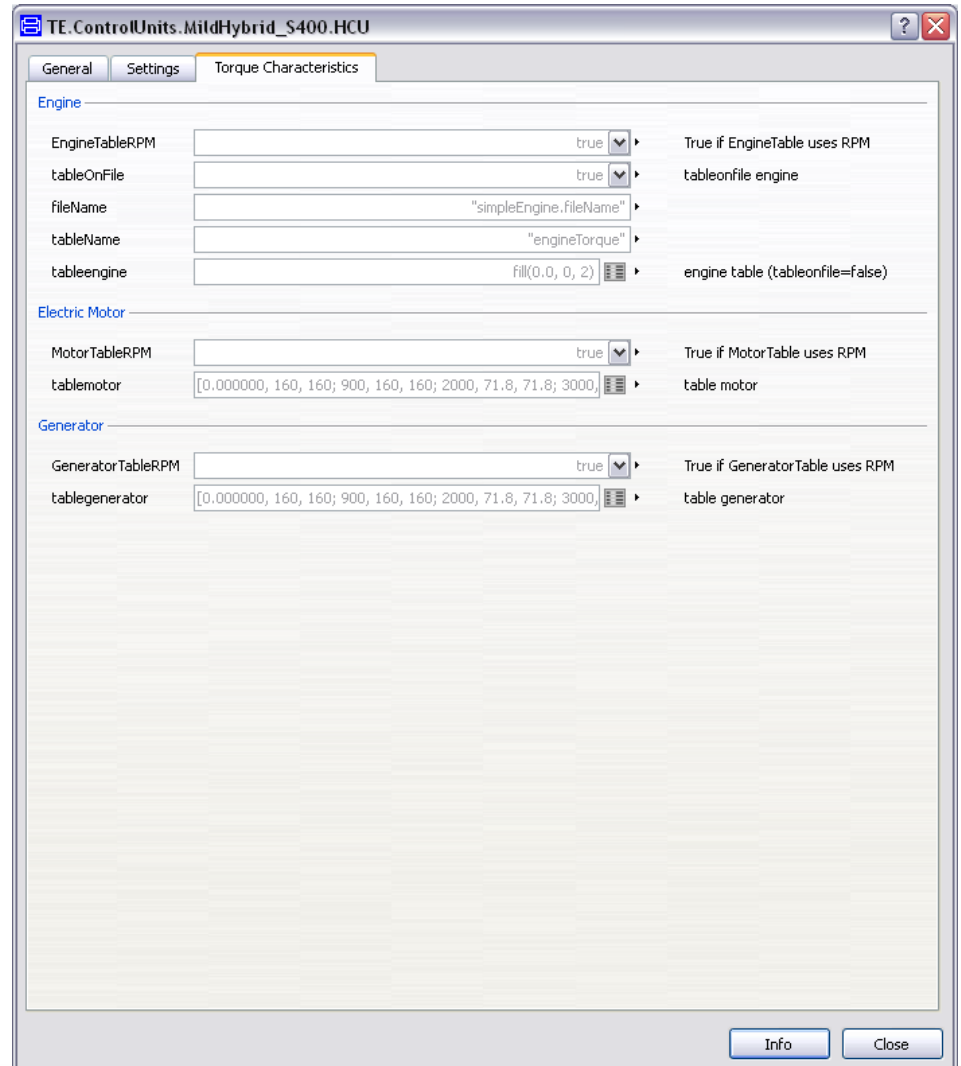 TE.ControlUnits.MildHybrid_S400.HCU
General Settings Torque Characteristics
Engine
EngineTableRPM true True if EngineTable uses RPM
tableOnFile true tableonfile engine
fileName "simpleEngine.fileName"
tableName "engineTorque"
tableengine fill(0.0, 0, 2) engine table (tableonfile=false)
Electric Motor
MotorTableRPM true True if MotorTable uses RPM
tablemotor [0.000000, 160, 160; 900, 160, 160; 2000, 71.8, 71.8; 3000, table motor
Generator
GeneratorTableRPM true True if GeneratorTable uses RPM
tablegenerator [0.000000, 160, 160; 900, 160, 160; 2000, 71.8, 71.8; 3000, table generator
Info Close